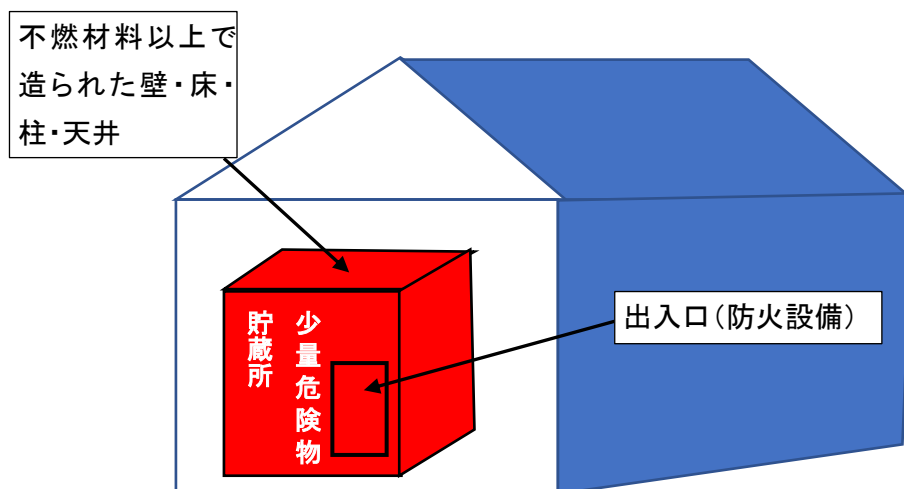 不燃材料以上で
造られた壁・床・
柱・天井
出入口（防火設備）
少量危険物
貯蔵所